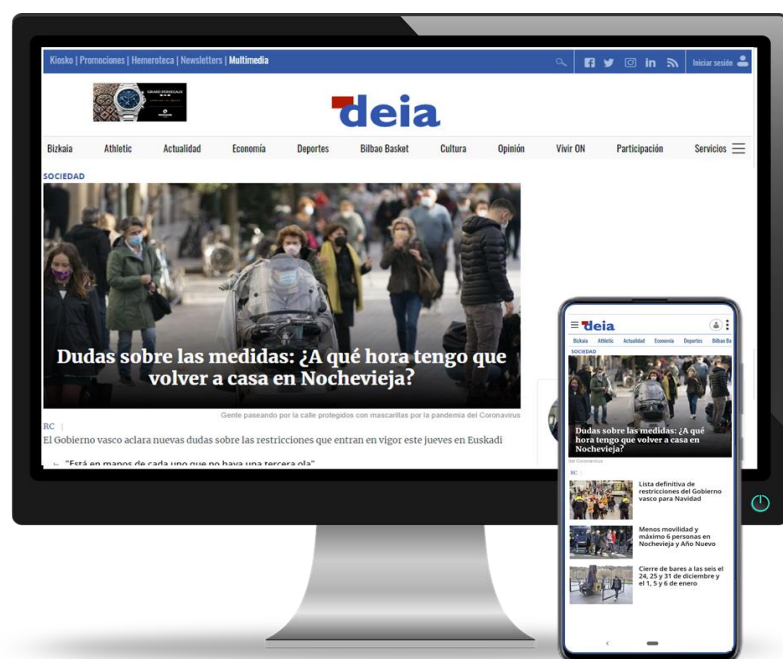 Kiosko | Promociones | Hemeroteca | Newsletters | Multimedia
in
Iniciar sesión
deia
Bizkaia Athletic Actualidad Economía Deportes Bilbao Basket Cultura Opinión Vivir ON Participación Servicios
SOCIEDAD
Dudas sobre las medidas: ¿A qué hora tengo que
volver a casa en Nochevieja?
Gente paseando por la calle protegidos con mascarillas por la pandemia del Coronavirus
RC |
El Gobierno vasco aclara nuevas dudas sobre las restricciones que entran en vigor este jueves en Euskadi
"Está en manos de cada uno que no haya una tercera ola"
deia
Bizkaia Athletic Actualidad Economía Deportes Bilbao Ba
SOCIEDAD
Dudas sobre las medidas: ¿A qué
hora tengo que volver a casa en
Nochevieja?
del Coronavirus
RC |
Lista definitiva de
restricciones del Gobierno
vasco para Navidad
Menos movilidad y
máximo 6 personas en
Nochevieja y Año Nuevo
Cierre de bares a las seis el
24, 25 y 31 de diciembre y
el 1, 5 y 6 de enero